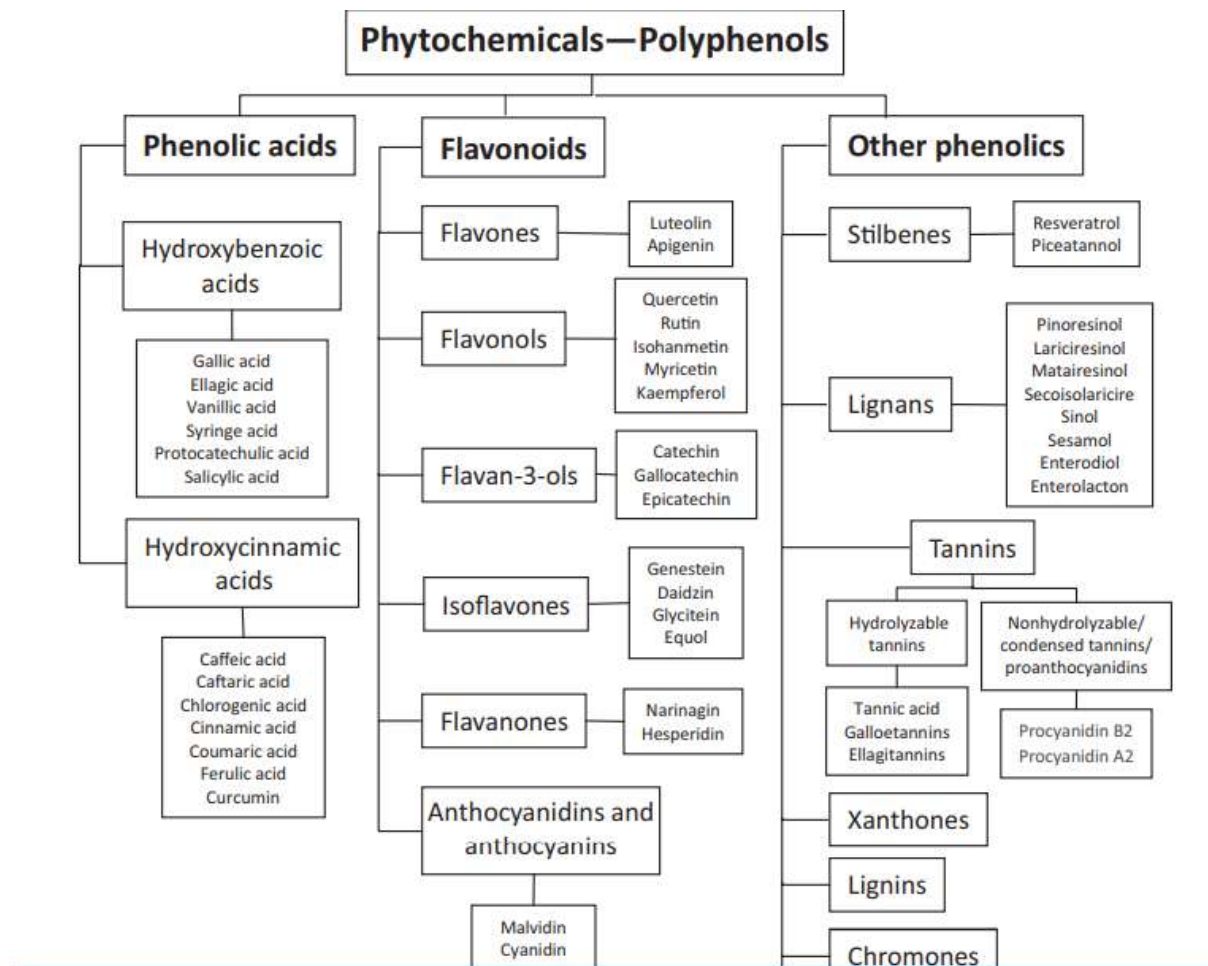 Phytochemicals—Polyphenols
Phenolic acids
Hydroxybenzoic
acids
Gallic acid
Ellagic acid
Vanillic acid
Syringe acid
Protocatechulic acid
Salicylic acid
Hydroxycinnamic
acids
Caffeic acid
Caftaric acid
Chlorogenic acid
Cinnamic acid
Coumaric acid
Ferulic acid
Curcumin
Flavonoids
Flavones
Luteolin
Apigenin
Flavonols
Quercetin
Rutin
Isohanmetin
Myricetin
Kaempferol
Flavan-3-ols
Catechin
Gallocatechin
Epicatechin
Isoflavones
Genestein
Daidzin
Glycitein
Equol
Flavanones
Narinagin
Hesperidin
Anthocyanidins and
anthocyanins
Malvidin
Cyanidin
Other phenolics
Stilbenes
Resveratrol
Piceatannol
Lignans
Pinoresinol
Lariciresinol
Matairesinol
Secoisolaricire
Sinol
Sesamol
Enterodiol
Enterolacton
Tannins
Hydrolyzable
tannins
Tannic acid
Galloetannins
Ellagitannins
Nonhydrolyzable/
condensed tannins/
proanthocyanidins
Procyanidin B2
Procyanidin A2
Xanthones
Lignins
Chromones